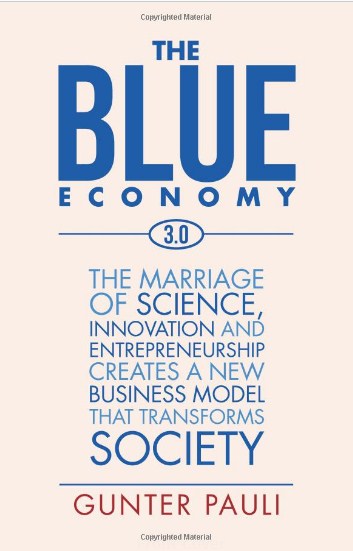 Copyrighted Material
THE
BLUE
ECONOMY
3.0
THE MARRIAGE
OF SCIENCE,
INNOVATION AND
ENTREPRENEURSHIP
CREATES A NEW
BUSINESS MODEL
THAT TRANSFORMS
SOCIETY
GUNTER PAULI
Copyrighted Material